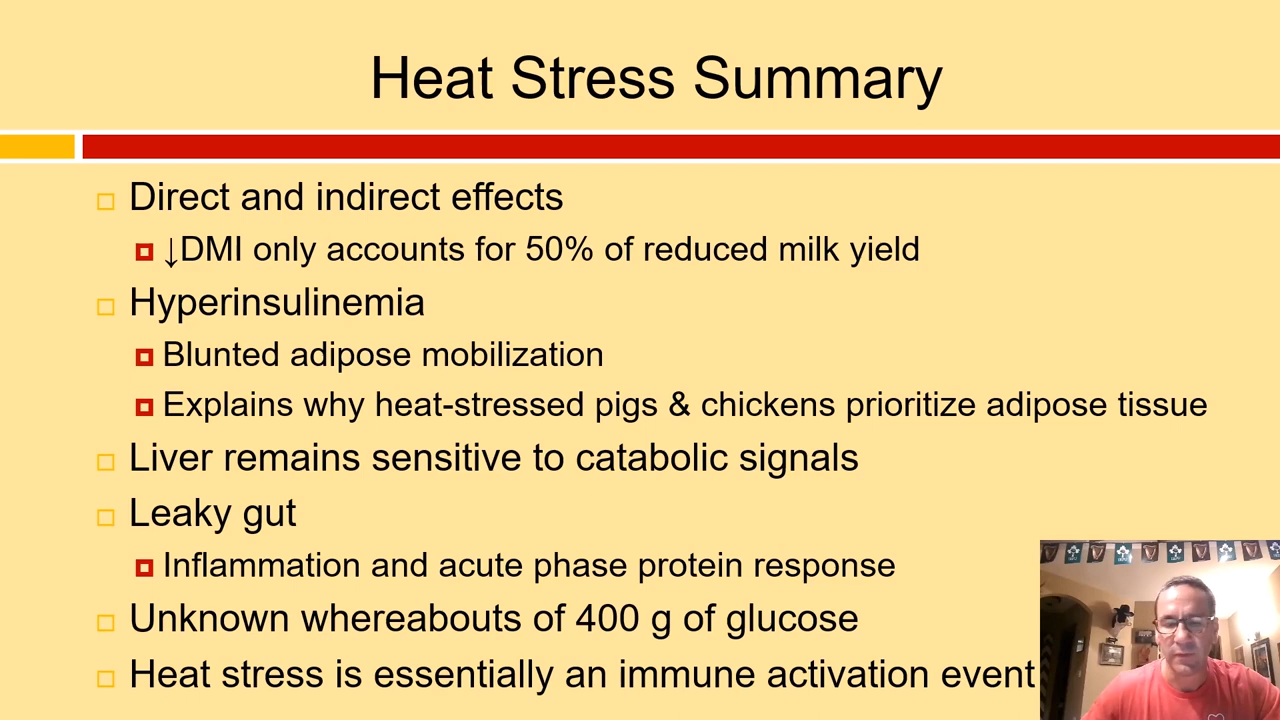 Heat Stress Summary
Direct and indirect effects
↓DMI only accounts for 50% of reduced milk yield
Hyperinsulinemia
Blunted adipose mobilization
Explains why heat-stressed pigs & chickens prioritize adipose tissue
Liver remains sensitive to catabolic signals
Leaky gut
Inflammation and acute phase protein response
Unknown whereabouts of 400 g of glucose
Heat stress is essentially an immune activation event